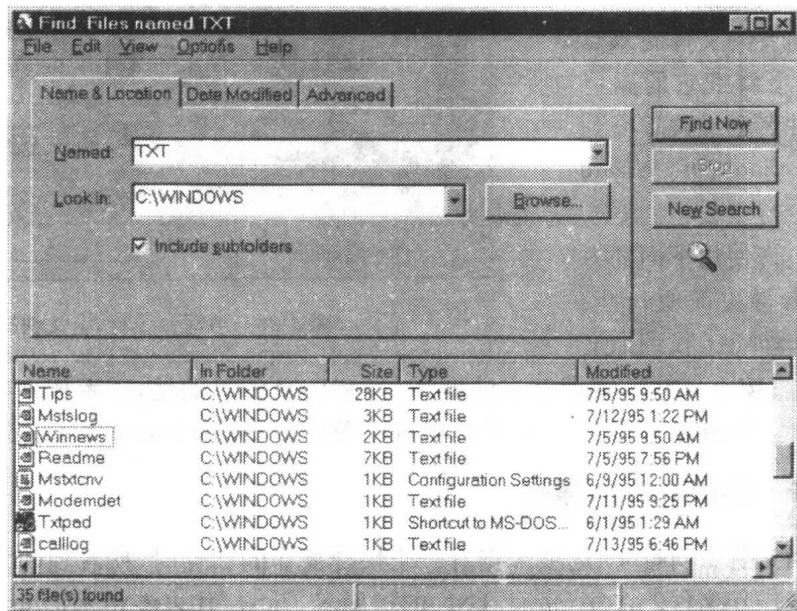 Find: Files named TXT
File Edit View Options Help
Name & Location Date Modified Advanced
Find Now
Named: TXT
Stop
Look in: C:\WINDOWS Browse...
New Search
Include subfolders
Name In Folder Size Type Modified
Tips C:\WINDOWS 28KB Text file 7/5/95 9:50 AM
Mstslog C:\WINDOWS 3KB Text file 7/12/95 1:22 PM
Winnews C:\WINDOWS 2KB Text file 7/5/95 9:50 AM
Readme C:\WINDOWS 7KB Text file 7/5/95 7:56 PM
Mstxtcnv C:\WINDOWS 1KB Configuration Settings 6/9/95 12:00 AM
Modemdet C:\WINDOWS 1KB Text file 7/11/95 9:25 PM
Txtpad C:\WINDOWS 1KB Shortcut to MS-DOS... 6/1/95 1:29 AM
calllog C:\WINDOWS 1KB Text file 7/13/95 6:46 PM
35 file(s) found